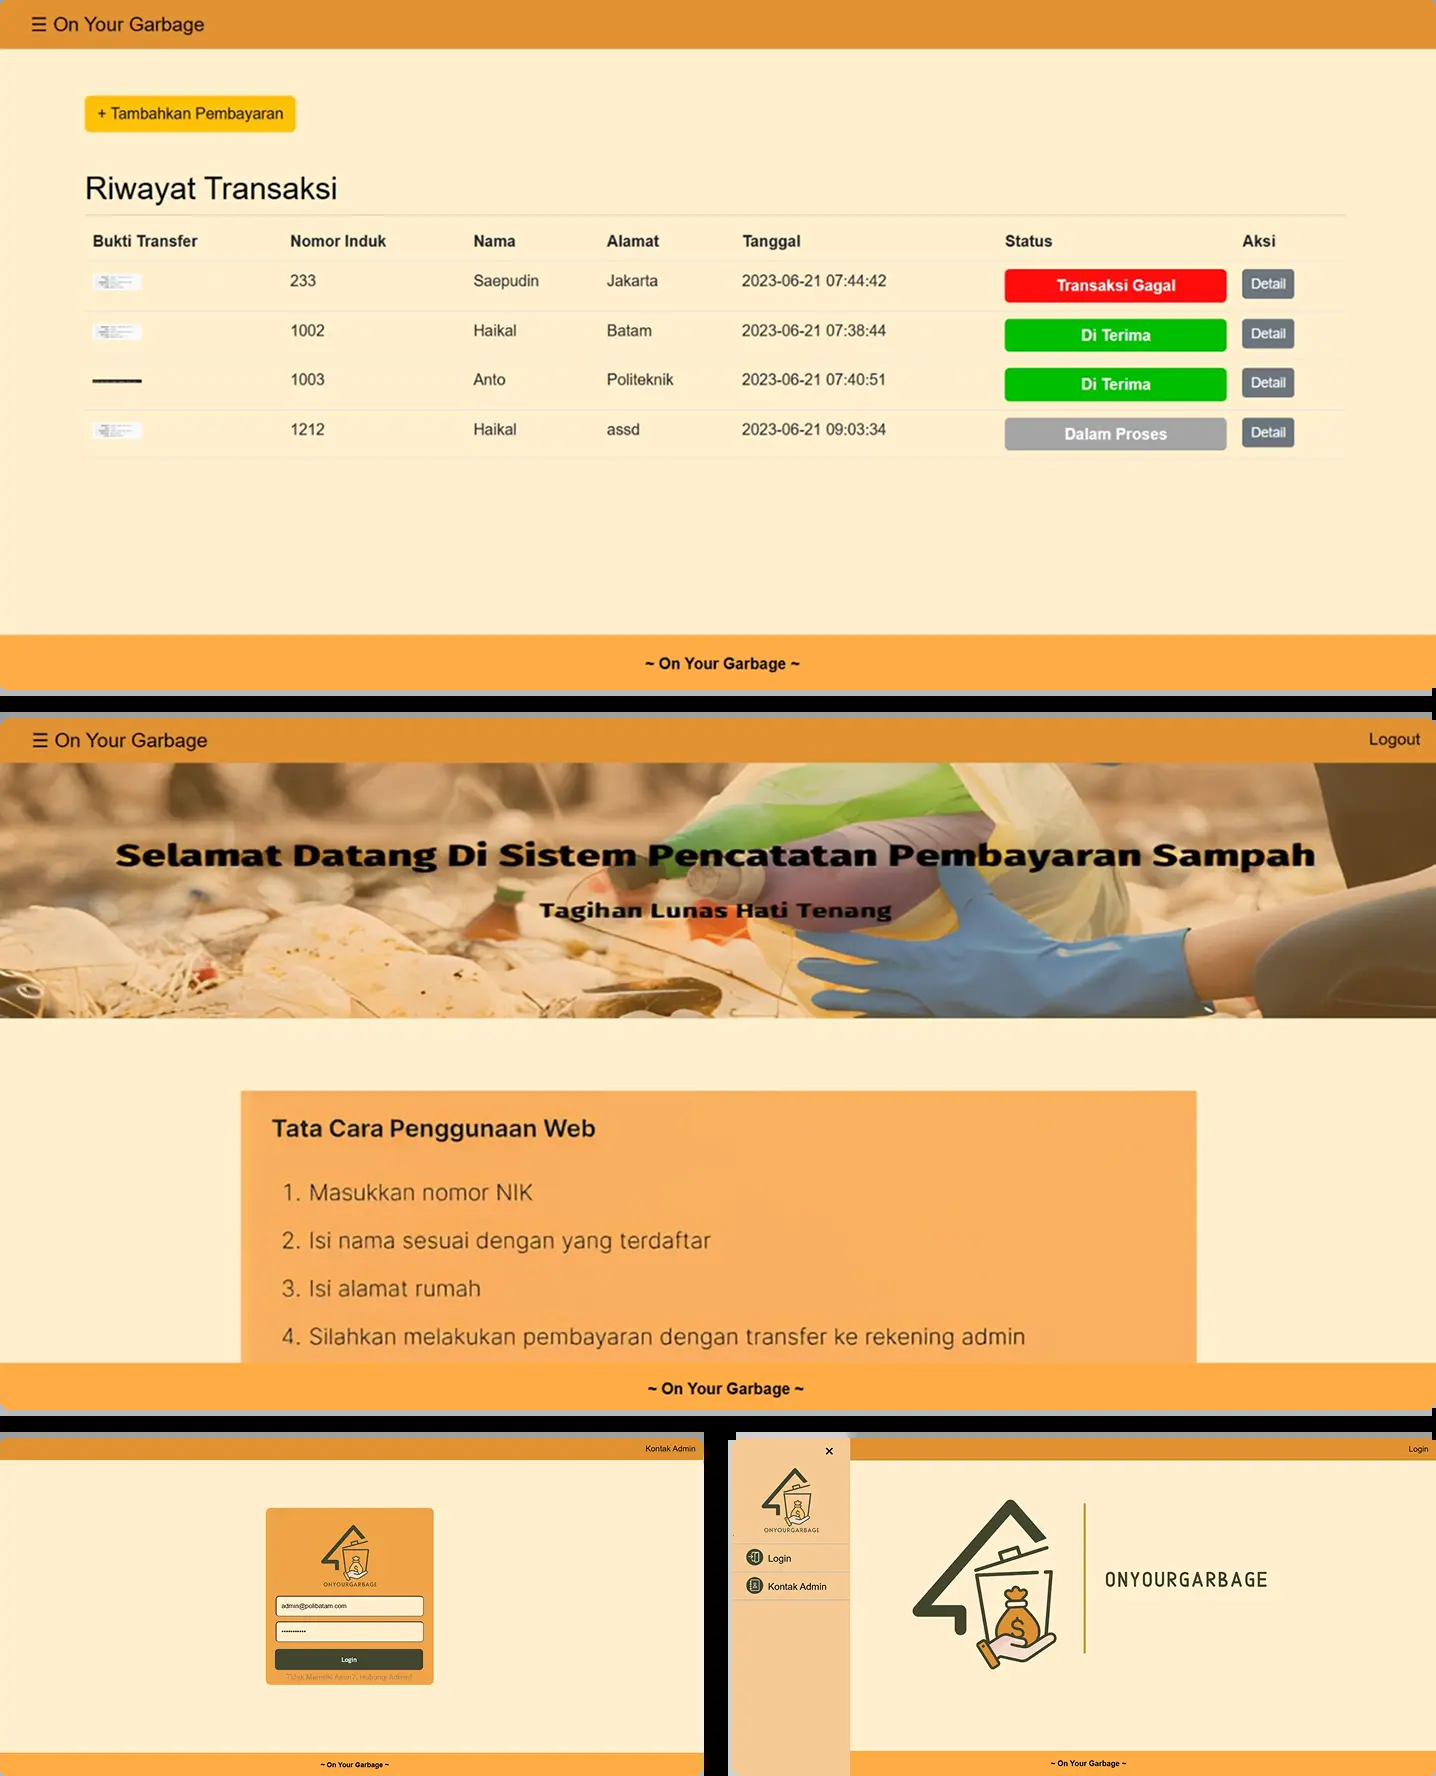 ☰ On Your Garbage
+ Tambahkan Pembayaran
Riwayat Transaksi
Bukti Transfer Nomor Induk Nama Alamat Tanggal Status Aksi
233 Saepudin Jakarta 2023-06-21 07:44:42 Transaksi Gagal Detail
1002 Haikal Batam 2023-06-21 07:38:44 Di Terima Detail
1003 Anto Politeknik 2023-06-21 07:40:51 Di Terima Detail
1212 Haikal assd 2023-06-21 09:03:34 Dalam Proses Detail
~ On Your Garbage ~
☰ On Your Garbage Logout
Selamat Datang Di Sistem Pencatatan Pembayaran Sampah
Tagihan Lunas Hati Tenang
Tata Cara Penggunaan Web
1. Masukkan nomor NIK
2. Isi nama sesuai dengan yang terdaftar
3. Isi alamat rumah
4. Silahkan melakukan pembayaran dengan transfer ke rekening admin
~ On Your Garbage ~
Kontak Admin
ONYOURGARBAGE
admin@polibatam.com
Login
Tidak Memiliki Akun?, Hubungi Admin!
~ On Your Garbage ~
×
Login
ONYOURGARBAGE
Login
Kontak Admin
$
ONYOURGARBAGE
~ On Your Garbage ~